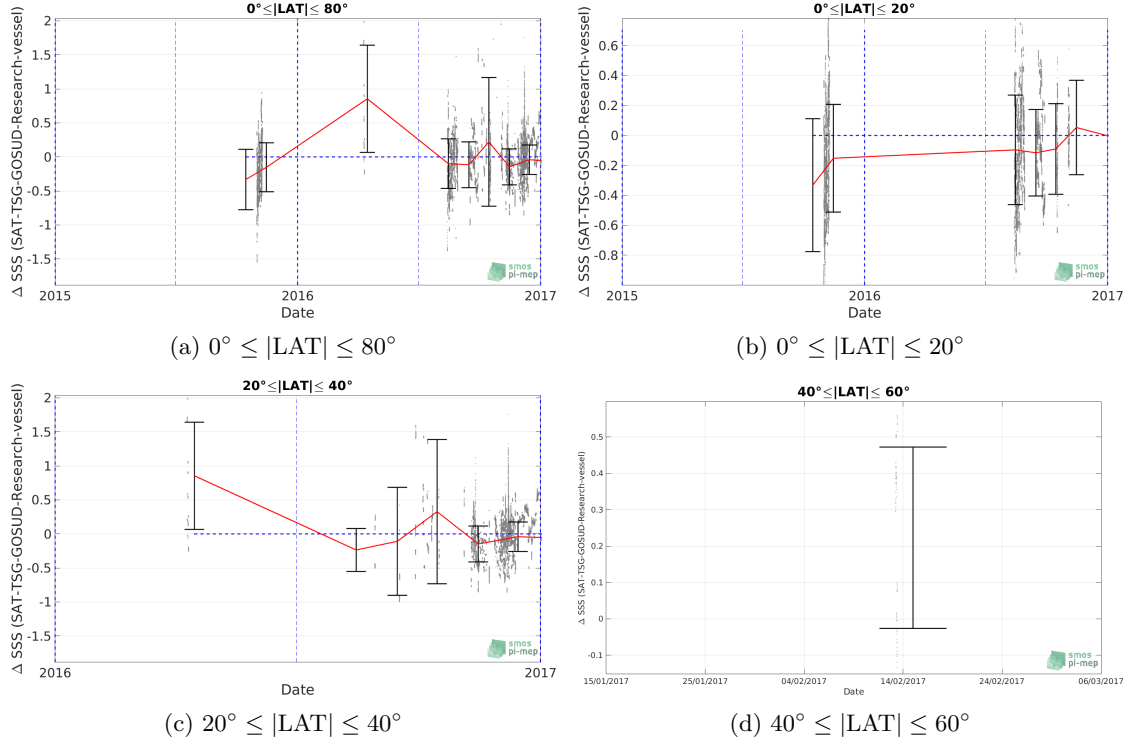 0°≤|LAT|≤ 80°
Δ SSS (SAT-TSG-GOSUD-Research-vessel)
2
1.5
1
0.5
0
-0.5
-1
-1.5
2015
2016
2017
Date
smos
pi-mep
(a) 0° ≤ |LAT| ≤ 80°
0°≤|LAT|≤ 20°
Δ SSS (SAT-TSG-GOSUD-Research-vessel)
0.6
0.4
0.2
0
-0.2
-0.4
-0.6
-0.8
2015
2016
2017
Date
smos
pi-mep
(b) 0° ≤ |LAT| ≤ 20°
20°≤|LAT|≤ 40°
Δ SSS (SAT-TSG-GOSUD-Research-vessel)
2
1.5
1
0.5
0
-0.5
-1
-1.5
2016
2017
Date
smos
pi-mep
(c) 20° ≤ |LAT| ≤ 40°
40°≤|LAT|≤ 60°
Δ SSS (SAT-TSG-GOSUD-Research-vessel)
0.5
0.4
0.3
0.2
0.1
0
-0.1
15/01/2017
25/01/2017
04/02/2017
14/02/2017
24/02/2017
06/03/2017
Date
smos
pi-mep
(d) 40° ≤ |LAT| ≤ 60°